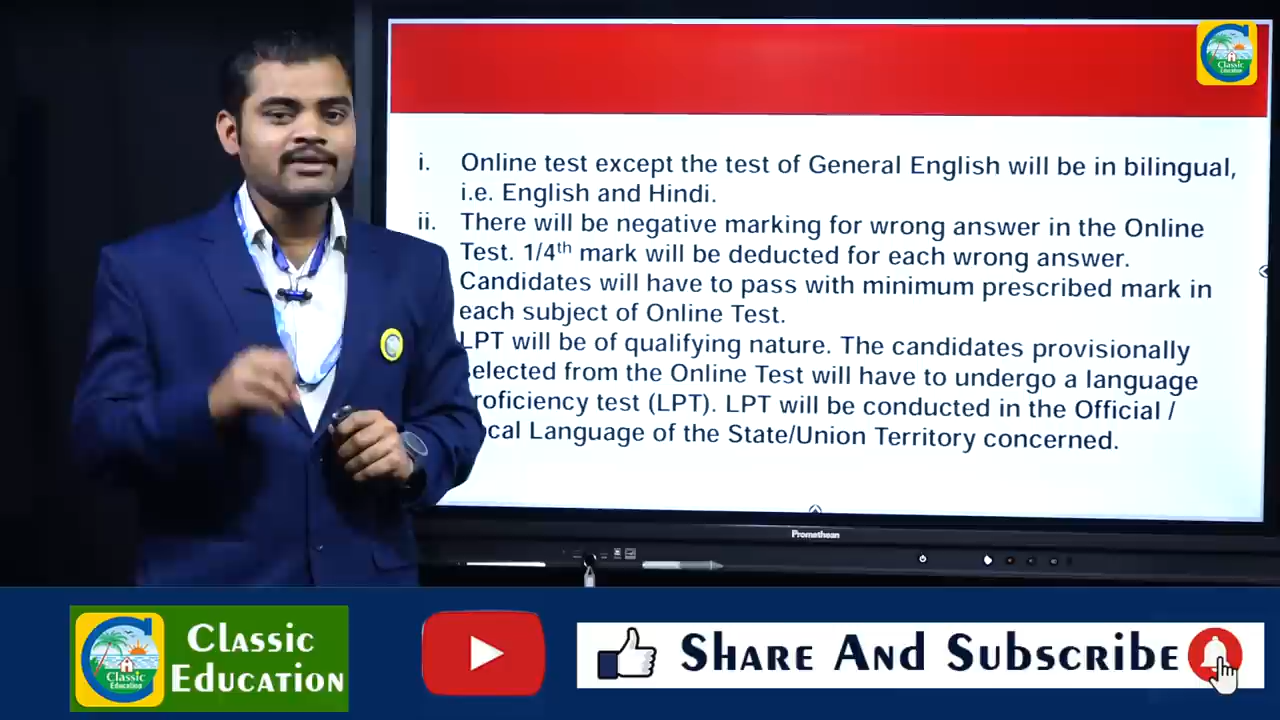 Classic
Education
i. Online test except the test of General English will be in bilingual,
i.e. English and Hindi.
ii. There will be negative marking for wrong answer in the Online
Test. 1/4th mark will be deducted for each wrong answer.
Candidates will have to pass with minimum prescribed mark in
each subject of Online Test.
LPT will be of qualifying nature. The candidates provisionally
elected from the Online Test will have to undergo a language
roficiency test (LPT). LPT will be conducted in the Official /
cal Language of the State/Union Territory concerned.
Promethean
Classic
Education
Classic
Education
Share And Subscribe